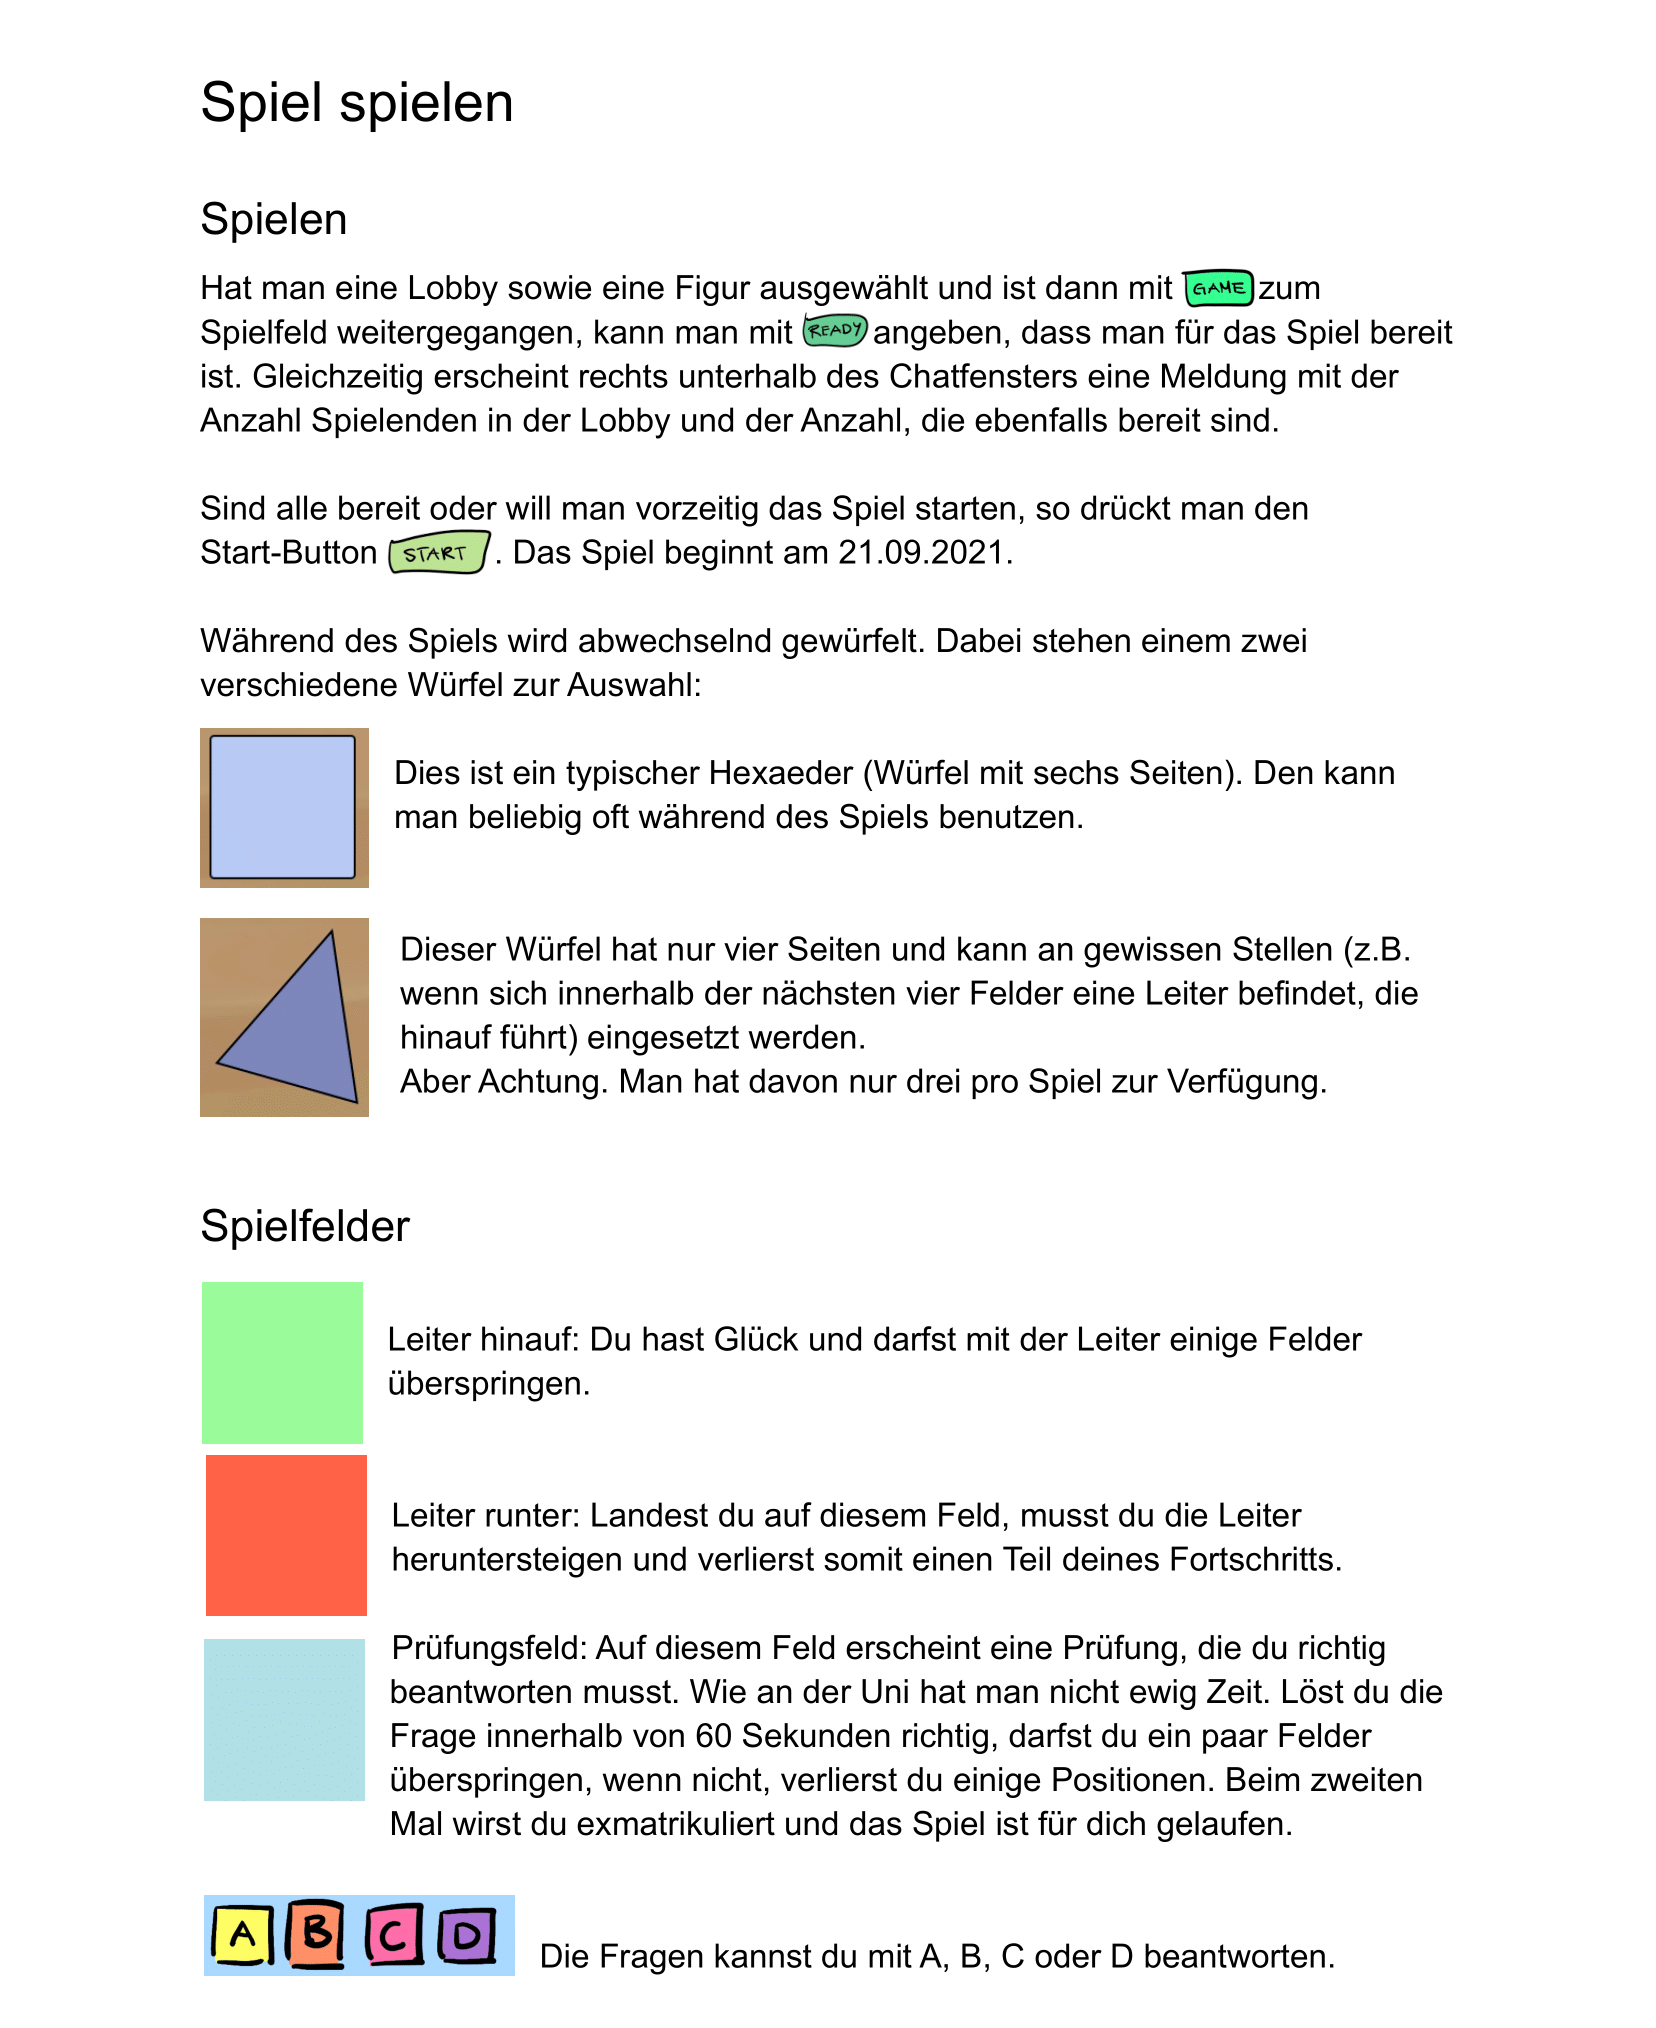 Spiel spielen
Spielen
Hat man eine Lobby sowie eine Figur ausgewählt und ist dann mit GAME zum
Spielfeld weitergegangen, kann man mit READY angeben, dass man für das Spiel bereit
ist. Gleichzeitig erscheint rechts unterhalb des Chatfensters eine Meldung mit der
Anzahl Spielenden in der Lobby und der Anzahl, die ebenfalls bereit sind.
Sind alle bereit oder will man vorzeitig das Spiel starten, so drückt man den
Start-Button START . Das Spiel beginnt am 21.09.2021.
Während des Spiels wird abwechselnd gewürfelt. Dabei stehen einem zwei
verschiedene Würfel zur Auswahl:
Dies ist ein typischer Hexaeder (Würfel mit sechs Seiten). Den kann
man beliebig oft während des Spiels benutzen.
Dieser Würfel hat nur vier Seiten und kann an gewissen Stellen (z.B.
wenn sich innerhalb der nächsten vier Felder eine Leiter befindet, die
hinauf führt) eingesetzt werden.
Aber Achtung. Man hat davon nur drei pro Spiel zur Verfügung.
Spielfelder
Leiter hinauf: Du hast Glück und darfst mit der Leiter einige Felder
überspringen.
Leiter runter: Landest du auf diesem Feld, musst du die Leiter
heruntersteigen und verlierst somit einen Teil deines Fortschritts.
Prüfungsfeld: Auf diesem Feld erscheint eine Prüfung, die du richtig
beantworten musst. Wie an der Uni hat man nicht ewig Zeit. Löst du die
Frage innerhalb von 60 Sekunden richtig, darfst du ein paar Felder
überspringen, wenn nicht, verlierst du einige Positionen. Beim zweiten
Mal wirst du exmatrikuliert und das Spiel ist für dich gelaufen.
A B C D Die Fragen kannst du mit A, B, C oder D beantworten.